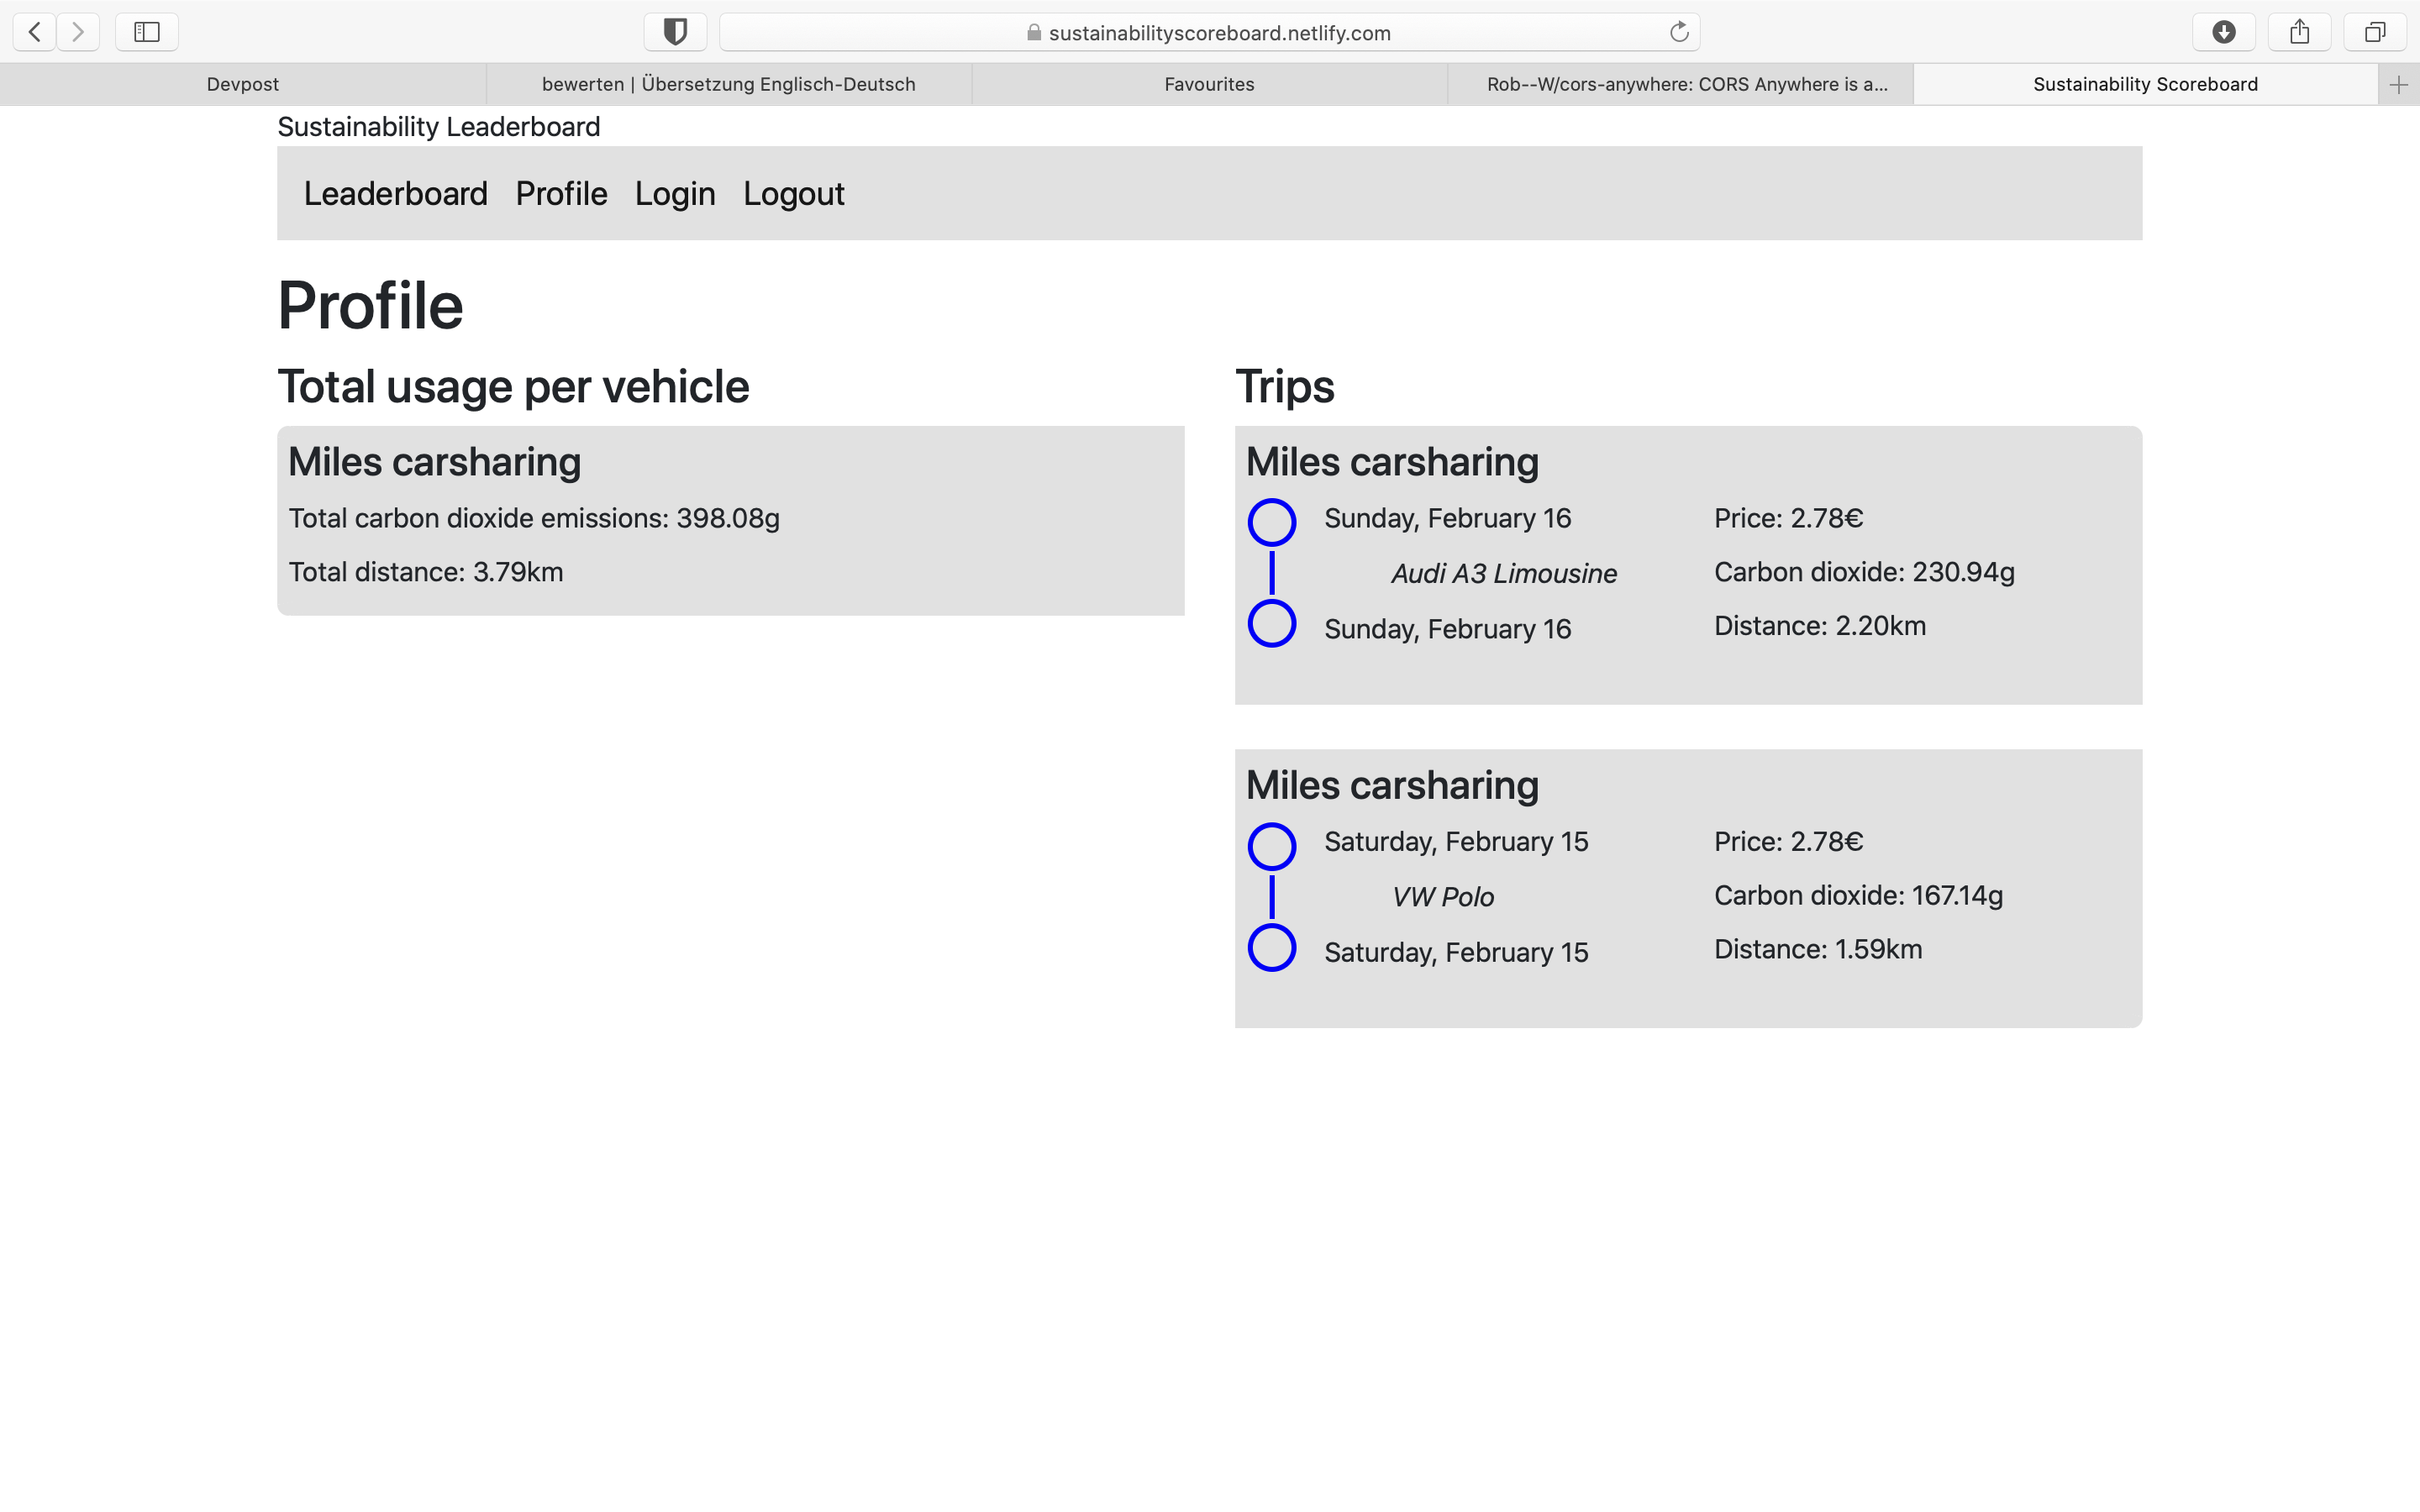 sustainabilityscoreboard.netlify.com
Devpost
bewerten | Übersetzung Englisch-Deutsch
Favourites
Rob--W/cors-anywhere: CORS Anywhere is a...
Sustainability Scoreboard
Sustainability Leaderboard
Leaderboard Profile Login Logout
Profile
Total usage per vehicle
Miles carsharing
Total carbon dioxide emissions: 398.08g
Total distance: 3.79km
Trips
Miles carsharing
Sunday, February 16
Price: 2.78€
Audi A3 Limousine
Carbon dioxide: 230.94g
Sunday, February 16
Distance: 2.20km
Miles carsharing
Saturday, February 15
Price: 2.78€
VW Polo
Carbon dioxide: 167.14g
Saturday, February 15
Distance: 1.59km